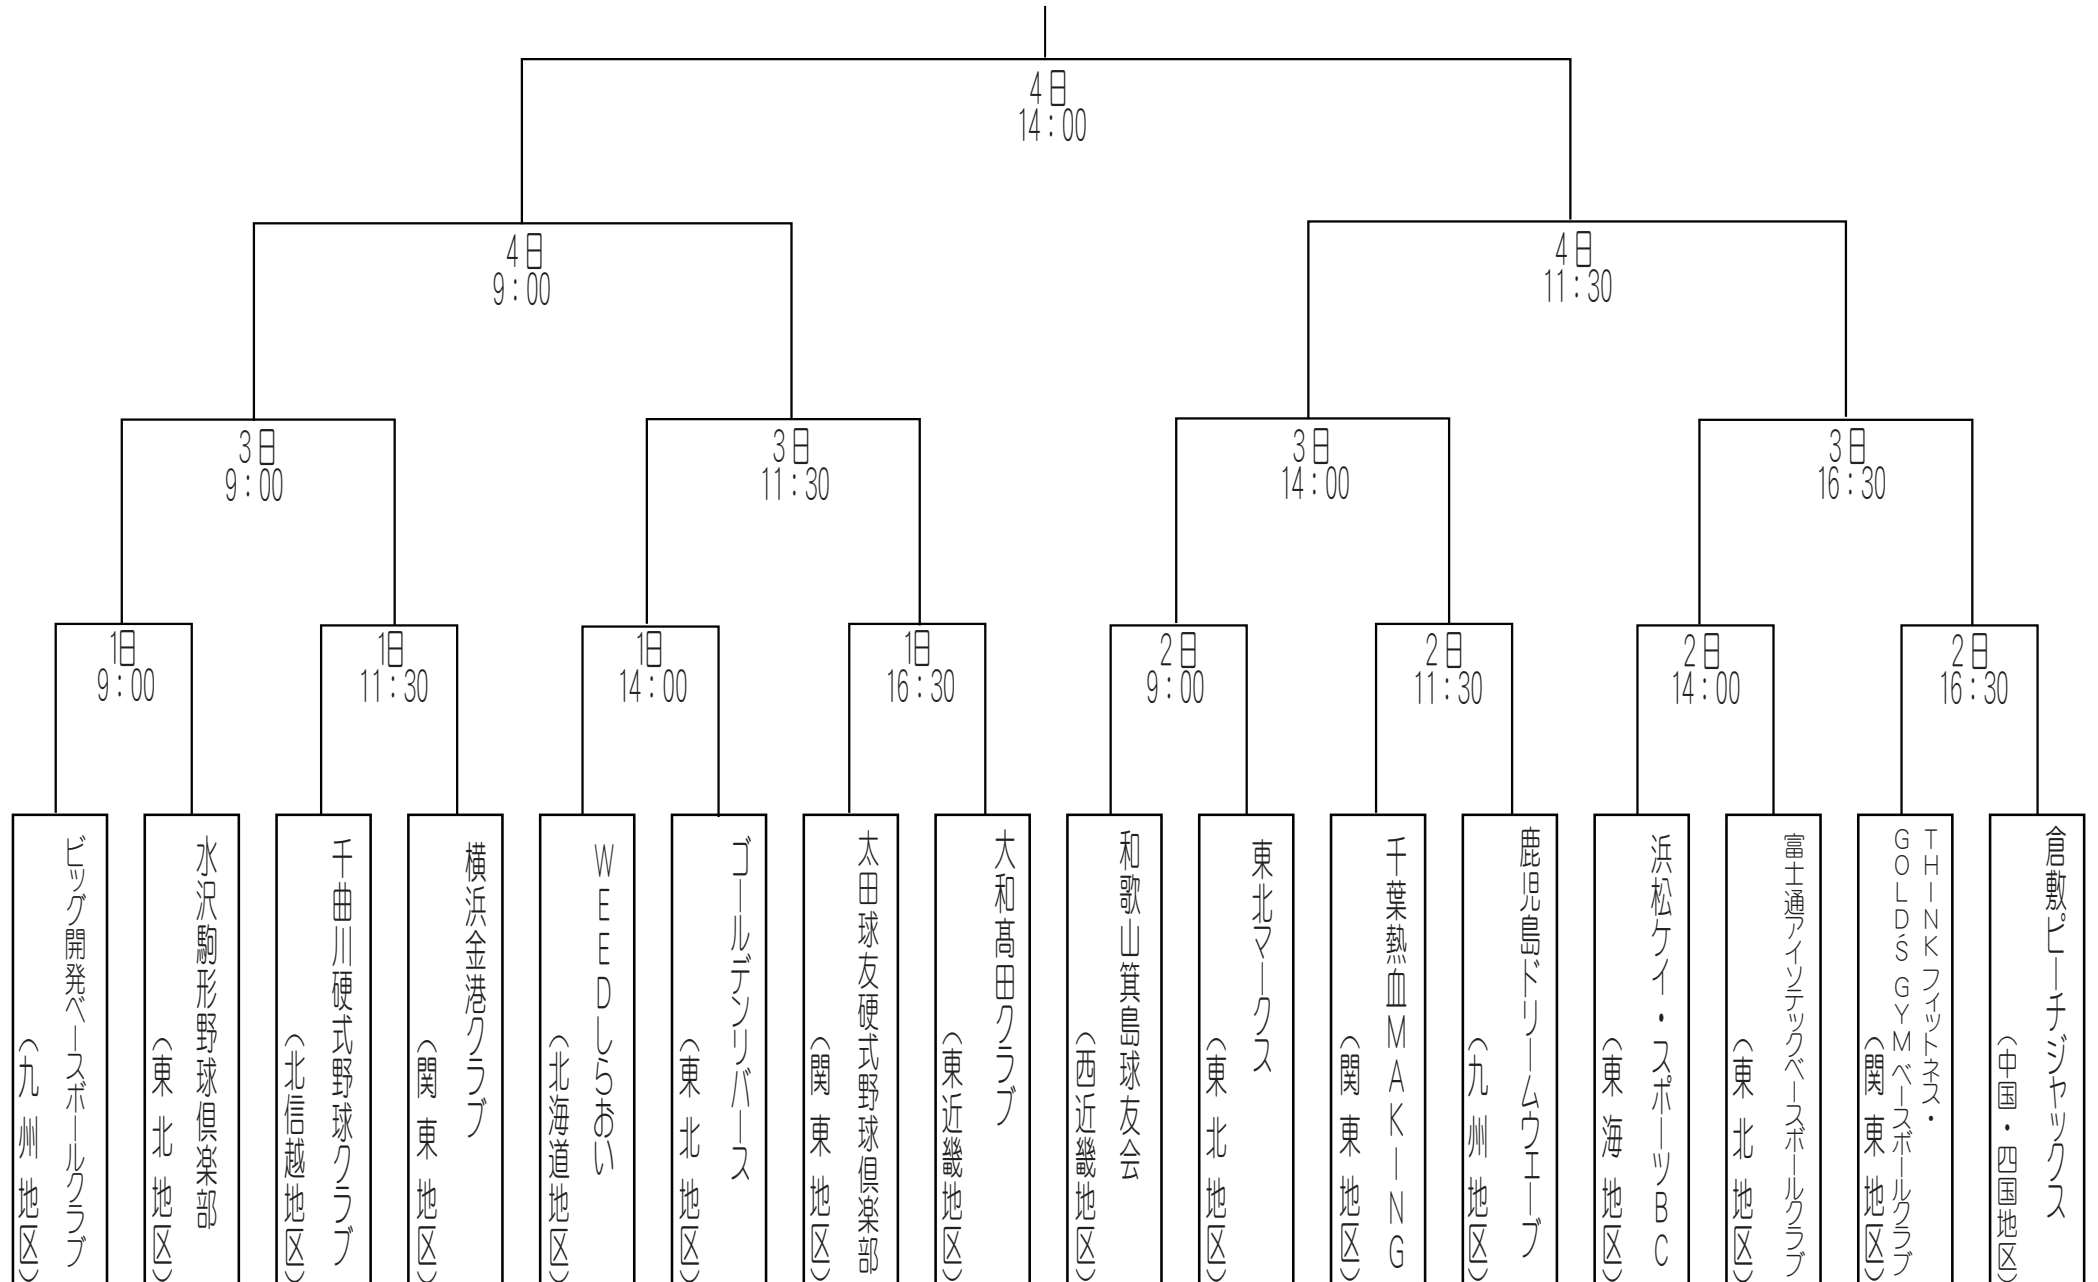 4日
14：00
4日
9：00
4日
11：30
3日
9：00
3日
11：30
3日
14：00
3日
16：30
1日
9：00
1日
11：30
1日
14：00
1日
16：30
2日
9：00
2日
11：30
2日
14：00
2日
16：30
ビッグ開発ベースボールクラブ
（九州地区）
水沢駒形野球倶楽部
（東北地区）
千曲川硬式野球クラブ
（北信越地区）
横浜金港クラブ
（関東地区）
WEEDしらおい
（北海道地区）
ゴールデンリバース
（東北地区）
太田球友硬式野球倶楽部
（関東地区）
大和高田クラブ
（東近畿地区）
和歌山箕島球友会
（西近畿地区）
東北マークス
（東北地区）
千葉熱血MAKING
（関東地区）
鹿児島ドリームウェーブ
（九州地区）
浜松ケイ・スポーツBC
（東海地区）
富士通アイソテックベースボールクラブ
（東北地区）
THINKフィットネス・
GOLD'S GYMベースボールクラブ
（関東地区）
倉敷ピーチジャックス
（中国・四国地区）